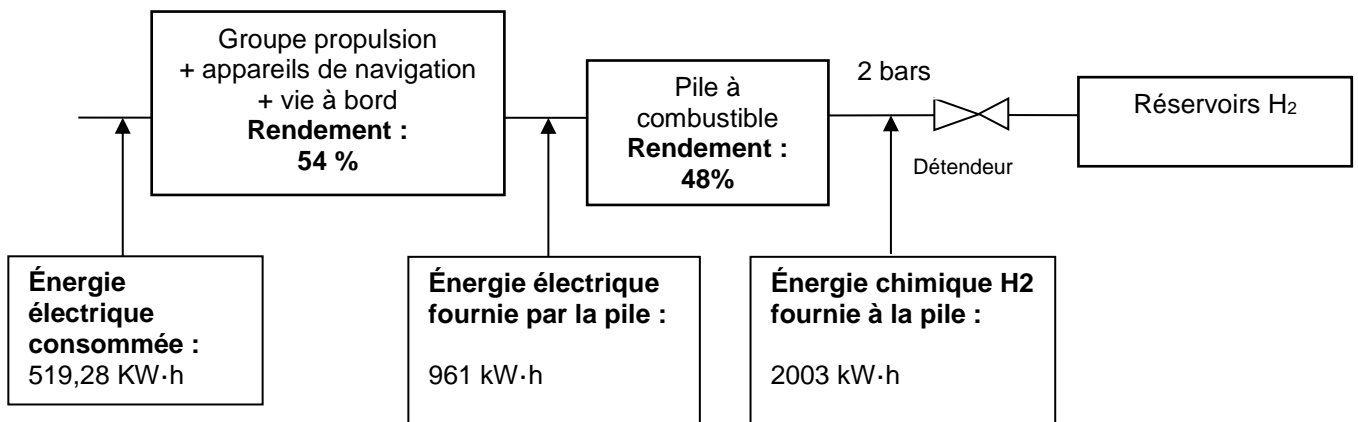 Groupe propulsion
+ appareils de navigation
+ vie à bord
Rendement :
54 %
Pile à
combustible
Rendement :
48%
2 bars
Détendeur
Réservoirs H₂
Énergie
électrique
consommée :
519,28 KW·h
Énergie électrique
fournie par la pile :
961 kW·h
Énergie chimique H2
fournie à la pile :
2003 kW·h